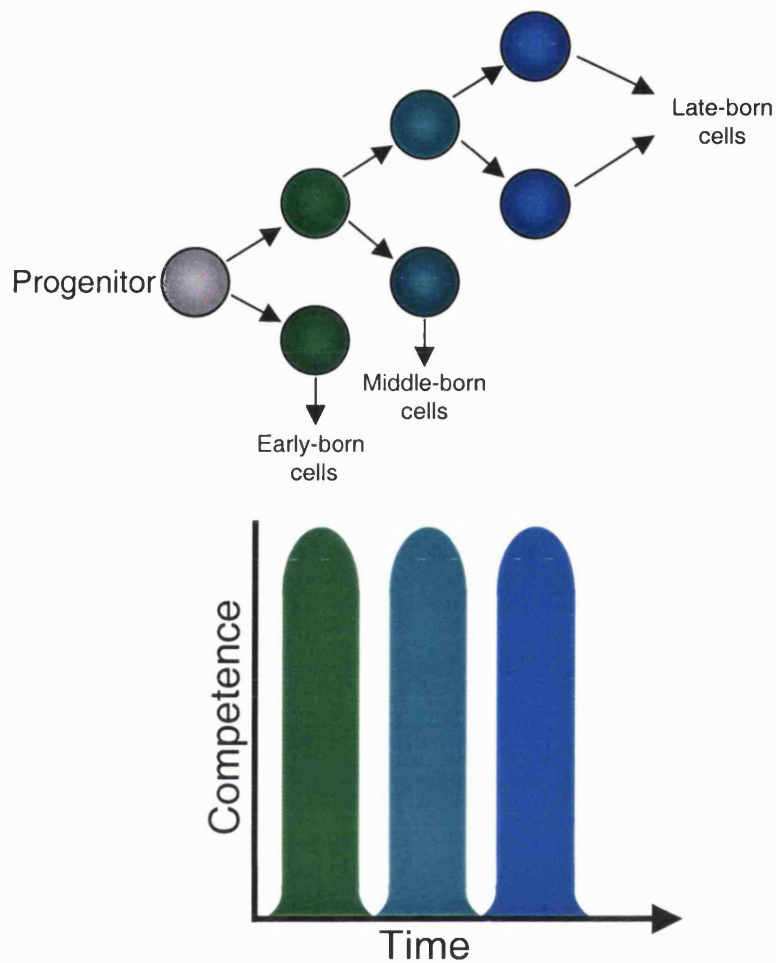 Late-born
cells
Progenitor
Middle-born
cells
Early-born
cells
Competence
Time